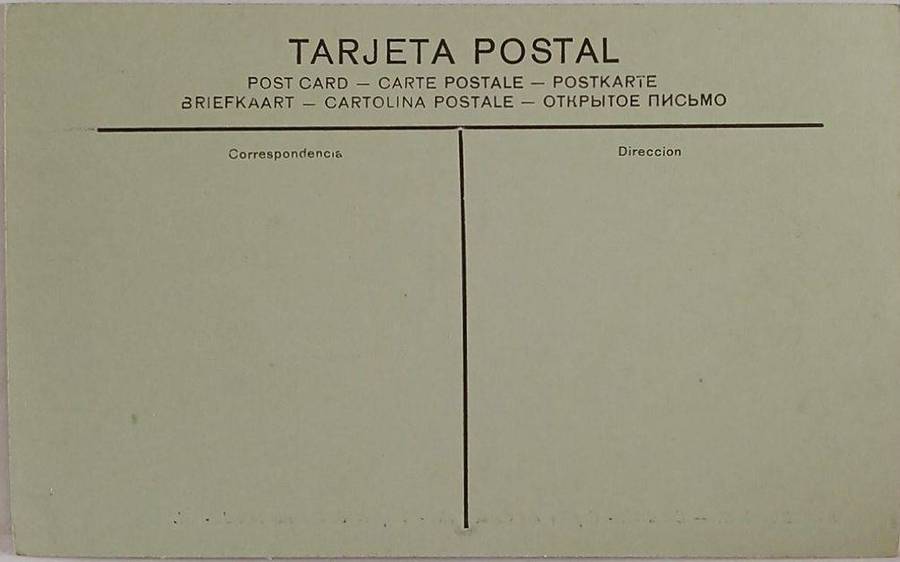 TARJETA POSTAL
POST CARD — CARTE POSTALE — POSTKARTE
BRIEFKAART — CARTOLINA POSTALE — ОТКРЫТОЕ ПИСЬМО
Correspondencia
Direccion